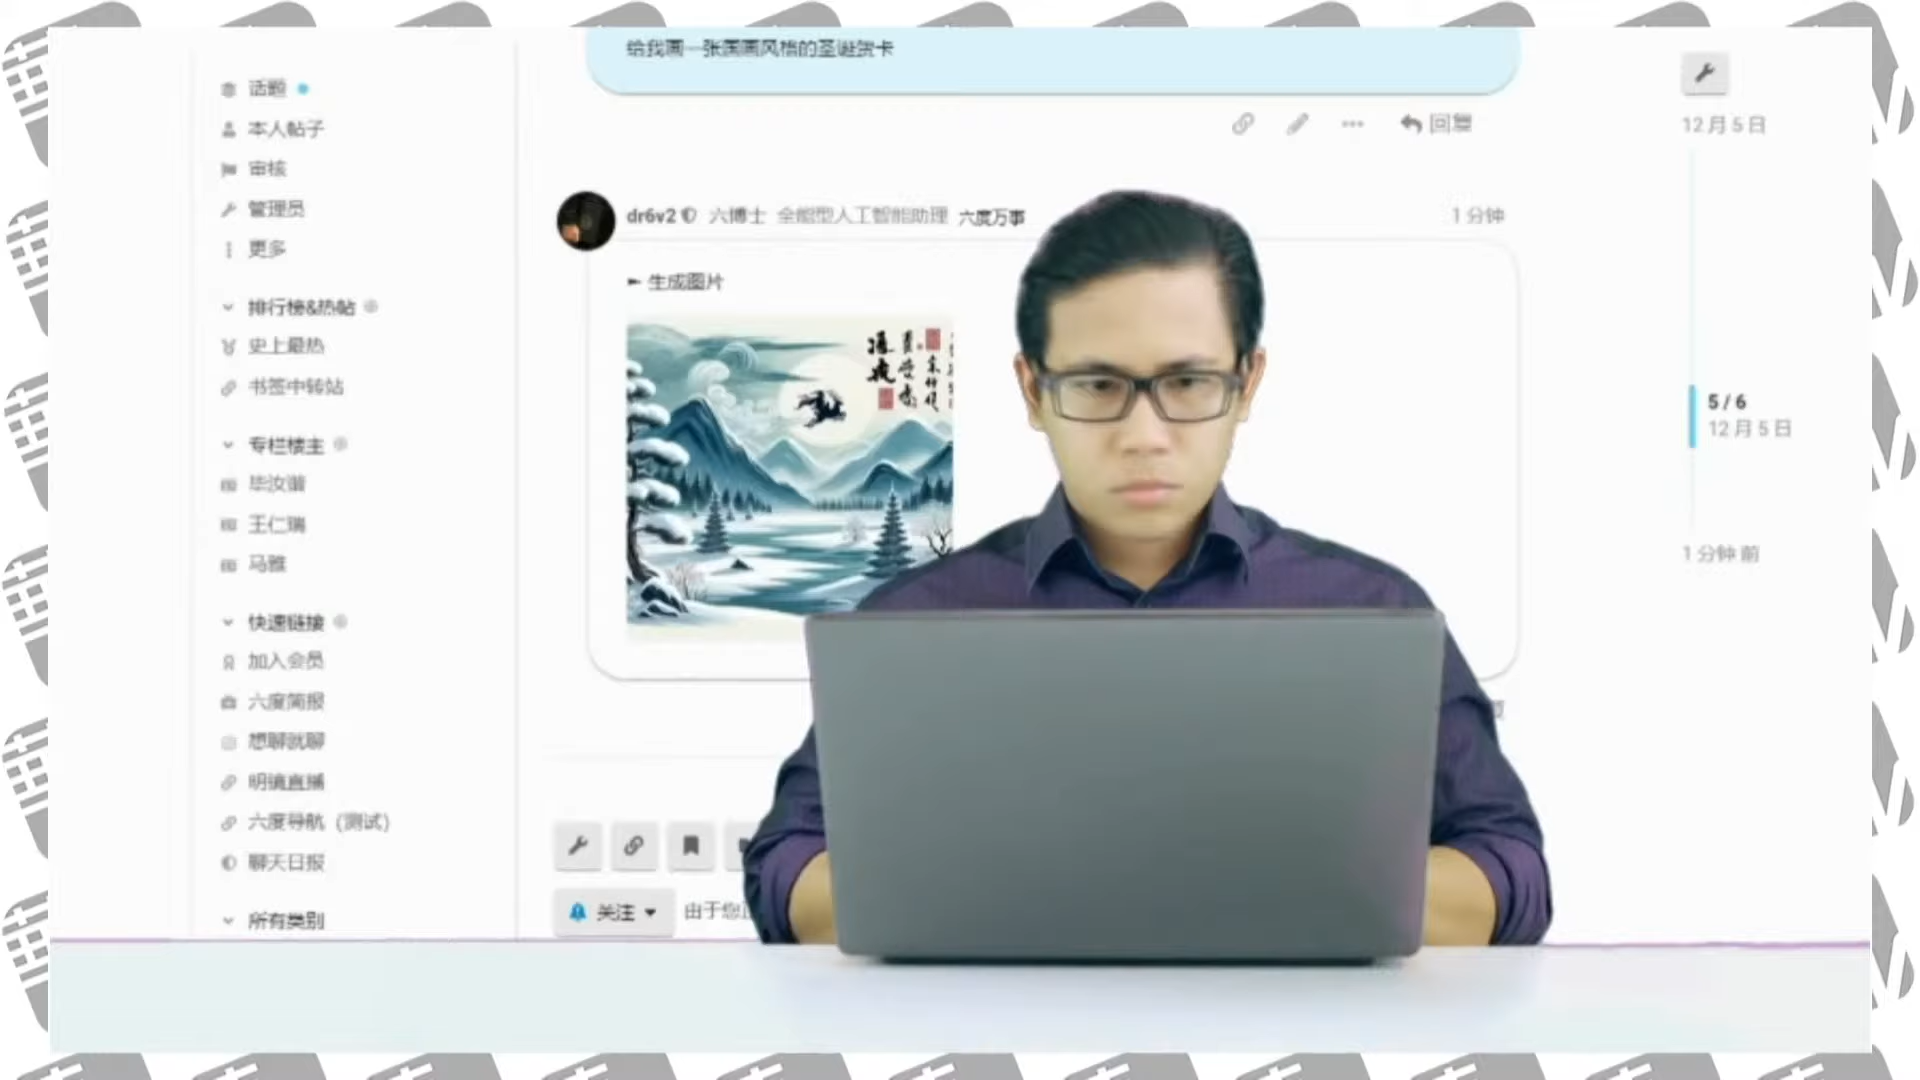 给我画一张国画风格的圣诞贺卡
回复
话题
本人帖子
审核
管理员
更多
排行榜&热帖
史上最热
书签中转站
专栏楼主
毕汝谐
王仁瑞
马雅
快速链接
加入会员
六度简报
想聊就聊
明镜直播
六度导航（测试）
聊天日报
所有类别
dr6v2 六博士 全能型人工智能助理 六度万事
1 分钟
生成图片
关注
由于您
12 月 5 日
5 / 6
12 月 5 日
1 分钟 前